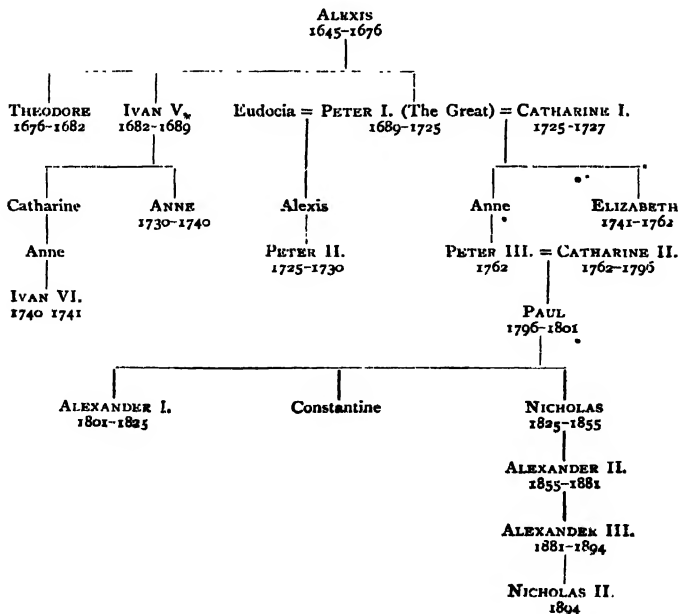 ALEXIS
1645–1676
THEODORE IVAN V. Eudocia = PETER I. (The Great) = CATHARINE I.
1676–1682 1682–1689 1689–1725 1725–1727
Catharine ANNE Alexis Anne ELIZABETH
1730–1740 1741–1762
Anne PETER II. PETER III. = CATHARINE II.
1725–1730 1762 1762–1796
IVAN VI.
1740 1741
PAUL
1796–1801
ALEXANDER I. Constantine NICHOLAS
1801–1825 1825–1855
ALEXANDER II.
1855–1881
ALEXANDER III.
1881–1894
NICHOLAS II.
1894